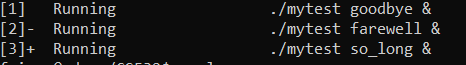 [1]   Running                 ./mytest goodbye &
[2]-  Running                 ./mytest farewell &
[3]+  Running                 ./mytest so_long &